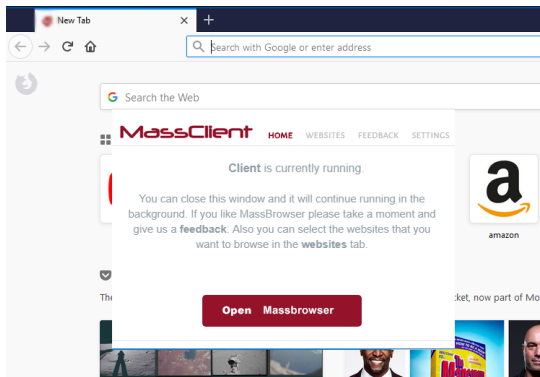 New Tab
Search with Google or enter address
Search the Web
MassClient HOME WEBSITES FEEDBACK SETTINGS
Client is currently running.
You can close this window and it will continue running in the
background. If you like MassBrowser please take a moment and
give us a feedback. Also you can select the websites that you
want to browse in the websites tab.
a
amazon
The
cket, now part of Mo
Open Massbrowser